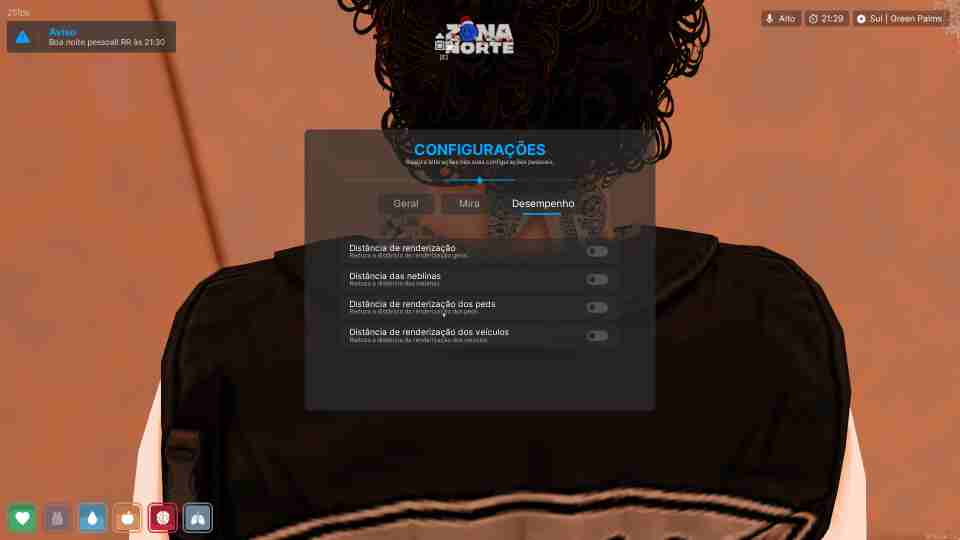 251fps
Aviso
Boa noite pessoal! RR às 21:30
ZONA
NORTE
Alto
21:29
Sul | Green Palms
CONFIGURAÇÕES
Realize alterações nas suas configurações pessoais.
Geral
Mira
Desempenho
Distância de renderização
Reduza a distância de renderização geral.
Distância das neblinas
Reduza a distância das neblinas.
Distância de renderização dos peds
Reduza a distância de renderização dos peds.
Distância de renderização dos veículos
Reduza a distância de renderização dos veículos.